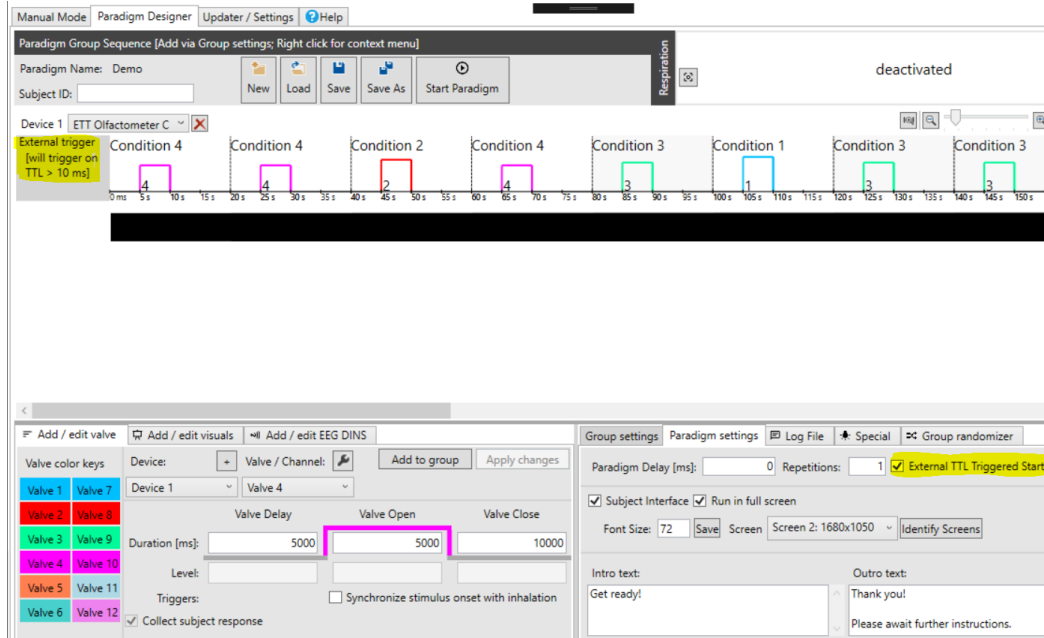 Manual Mode Paradigm Designer Updater / Settings Help
Paradigm Group Sequence [Add via Group settings; Right click for context menu]
Paradigm Name: Demo
Subject ID:
New Load Save Save As Start Paradigm
Respiration
deactivated
Device 1 ETT Olfactometer C
External trigger
[will trigger on
TTL > 10 ms]
Condition 4 Condition 4 Condition 2 Condition 4 Condition 3 Condition 1 Condition 3 Condition 3
4 4 2 4 3 1 3 3
0 ms 5 s 10 s 15 s 20 s 25 s 30 s 35 s 40 s 45 s 50 s 55 s 60 s 65 s 70 s 75 s 80 s 85 s 90 s 95 s 100 s 105 s 110 s 115 s 120 s 125 s 130 s 135 s 140 s 145 s 150 s
Add / edit valve Add / edit visuals Add / edit EEG DINS
Valve color keys
Valve 1 Valve 7
Valve 2 Valve 8
Valve 3 Valve 9
Valve 4 Valve 10
Valve 5 Valve 11
Valve 6 Valve 12
Device: + Valve / Channel: Add to group Apply changes
Device 1 Valve 4
Valve Delay Valve Open Valve Close
Duration [ms]: 5000 5000 10000
Level:
Triggers: Synchronize stimulus onset with inhalation
Collect subject response
Group settings Paradigm settings Log File Special Group randomizer
Paradigm Delay [ms]: 0 Repetitions: 1 External TTL Triggered Start
Subject Interface Run in full screen
Font Size: 72 Save Screen Screen 2: 1680x1050 Identify Screens
Intro text: Outro text:
Get ready! Thank you!
Please await further instructions.